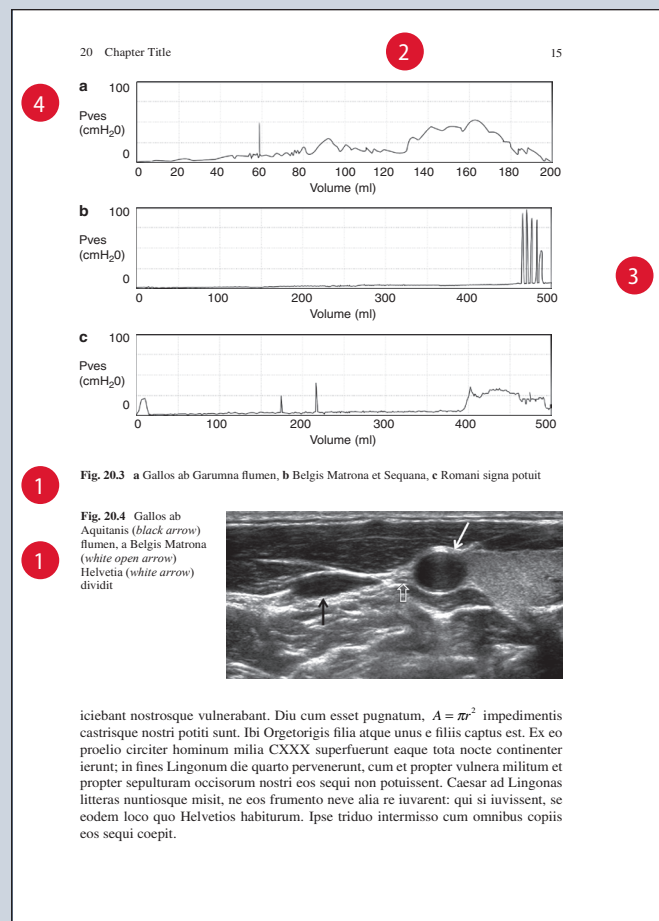 20 Chapter Title 15
2
4
a
100
Pves
(cmH20)
0
0 20 40 60 80 100 120 140 160 180 200
Volume (ml)
b
100
Pves
(cmH20)
0
0 100 200 300 400 500
Volume (ml)
3
c
100
Pves
(cmH20)
0
0 100 200 300 400 500
Volume (ml)
1
Fig. 20.3 a Gallos ab Garumna flumen, b Belgis Matrona et Sequana, c Romani signa potuit
1
Fig. 20.4 Gallos ab
Aquitanis (black arrow)
flumen, a Belgis Matrona
(white open arrow)
Helvetia (white arrow)
dividit
iciebant nostrosque vulnerabant. Diu cum esset pugnatum, A = πr² impedimentis
castrisque nostri potiti sunt. Ibi Orgetorigis filia atque unus e filiis captus est. Ex eo
proelio circiter hominum milia CXXX superfuerunt eaque tota nocte continenter
ierunt; in fines Lingonum die quarto pervenerunt, cum et propter vulnera militum et
propter sepulturam occisorum nostri eos sequi non potuissent. Caesar ad Lingonas
litteras nuntiosque misit, ne eos frumento neve alia re iuvarent: qui si iuvissent, se
eodem loco quo Helvetios habiturum. Ipse triduo intermisso cum omnibus copiis
eos sequi coepit.